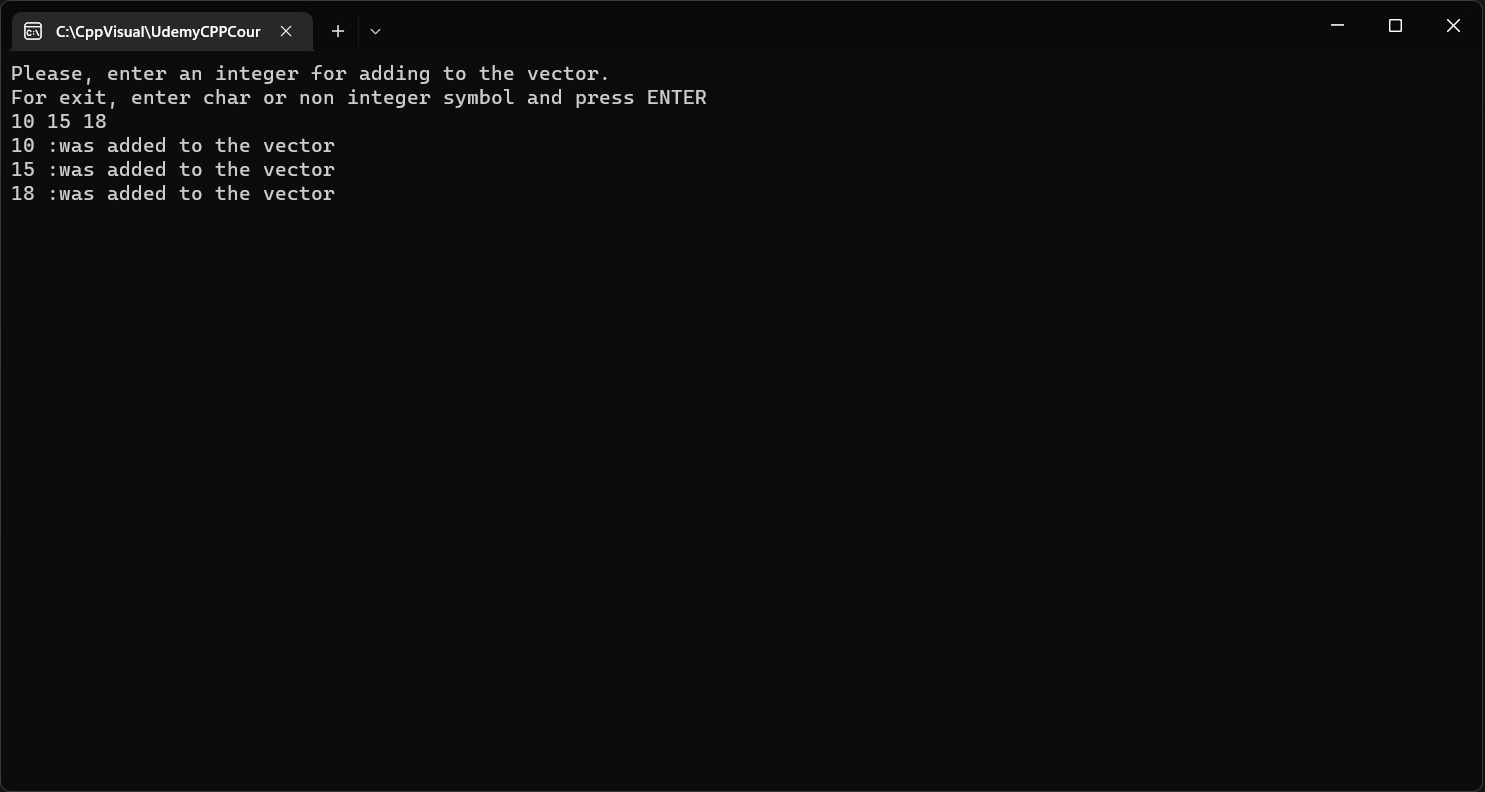 C:\CppVisual\UdemyCPPCour
Please, enter an integer for adding to the vector.
For exit, enter char or non integer symbol and press ENTER
10 15 18
10 :was added to the vector
15 :was added to the vector
18 :was added to the vector